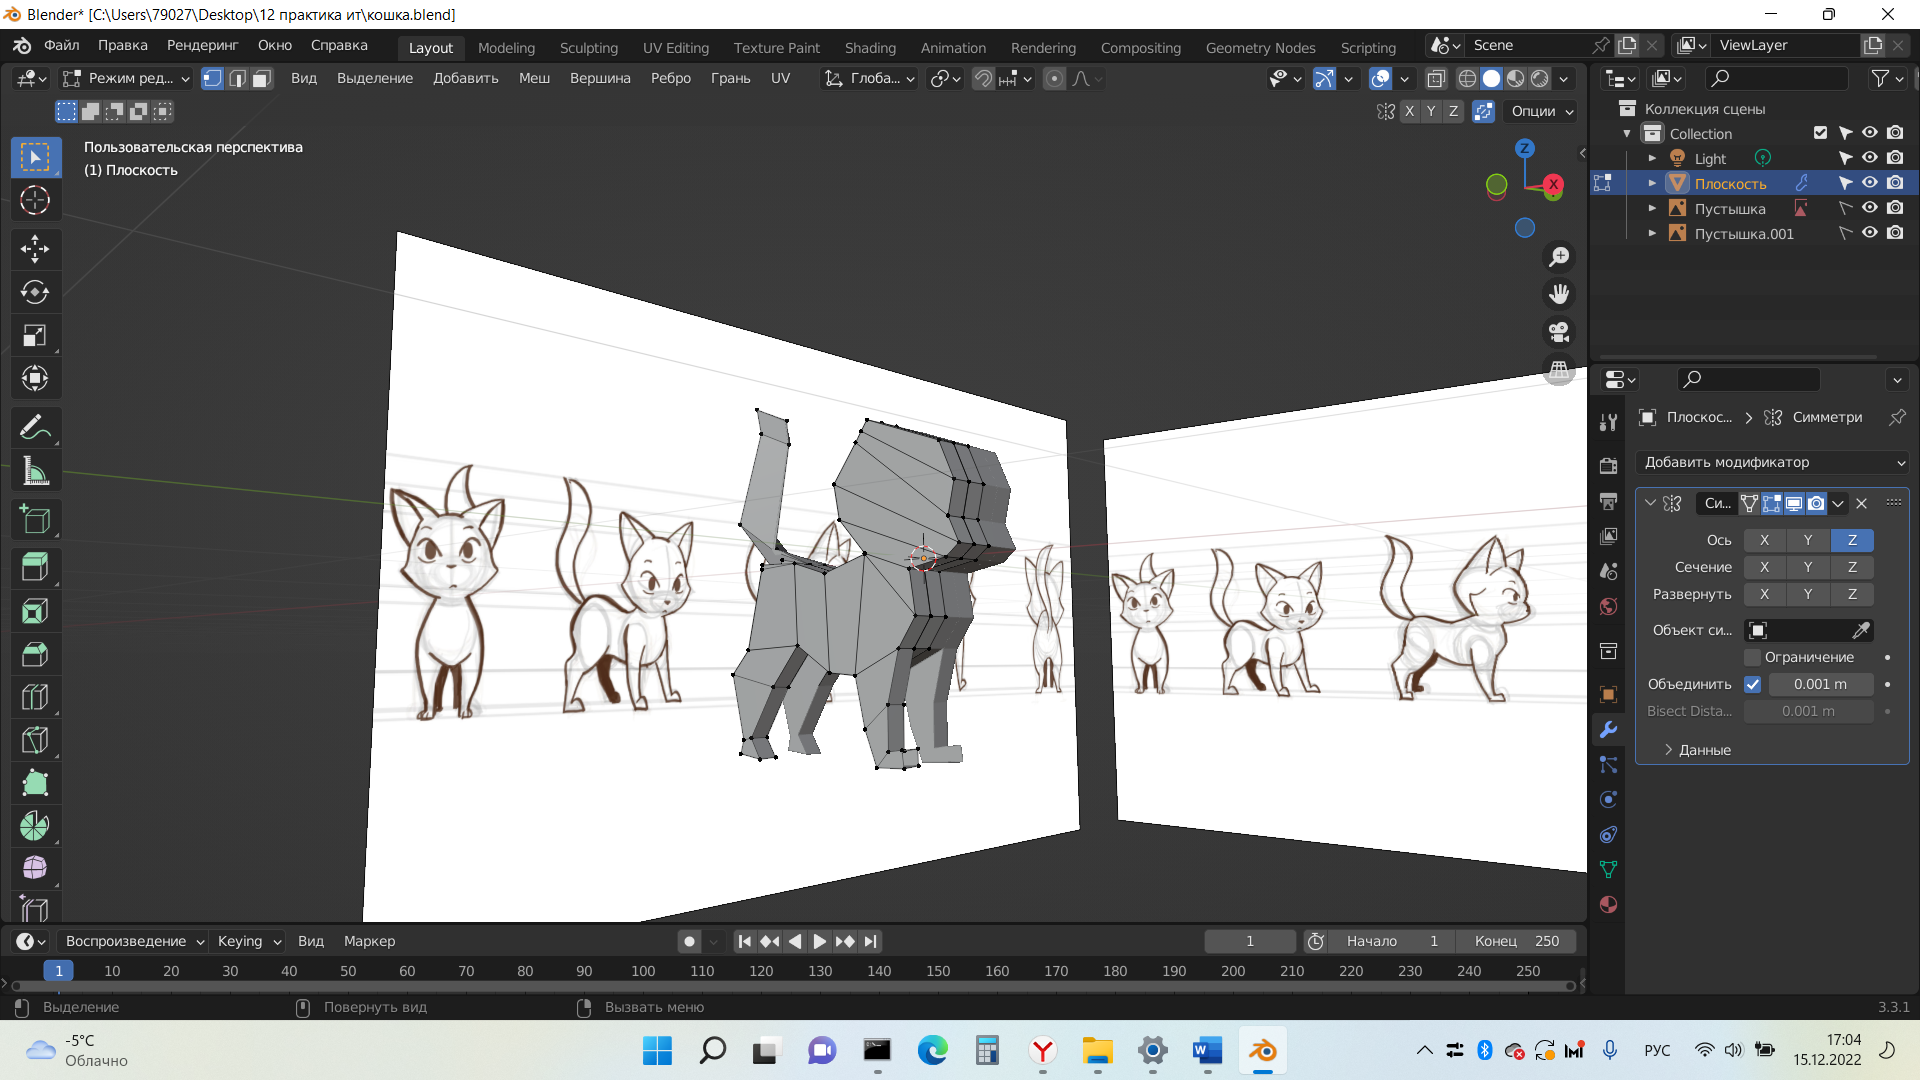 Blender* [C:\Users\79027\Desktop\12 практика ит\кошка.blend]
Файл Правка Рендеринг Окно Справка Layout Modeling Sculpting UV Editing Texture Paint Shading Animation Rendering Compositing Geometry Nodes Scripting Scene ViewLayer
Режим ред... Вид Выделение Добавить Меш Вершина Ребро Грань UV Глоба...
X Y Z Опции
Пользовательская перспектива
(1) Плоскость
Z
X
Коллекция сцены
Collection
Light
Плоскость
Пустышка
Пустышка.001
Плоскос... Симметри
Добавить модификатор
Си...
Ось X Y Z
Сечение X Y Z
Развернуть X Y Z
Объект си...
Ограничение
Объединить 0.001 m
Bisect Dista... 0.001 m
Данные
Воспроизведение Keying Вид Маркер 1 Начало 1 Конец 250
1 10 20 30 40 50 60 70 80 90 100 110 120 130 140 150 160 170 180 190 200 210 220 230 240 250
Выделение Повернуть вид Вызвать меню 3.3.1
-5°C
Облачно
РУС
17:04
15.12.2022